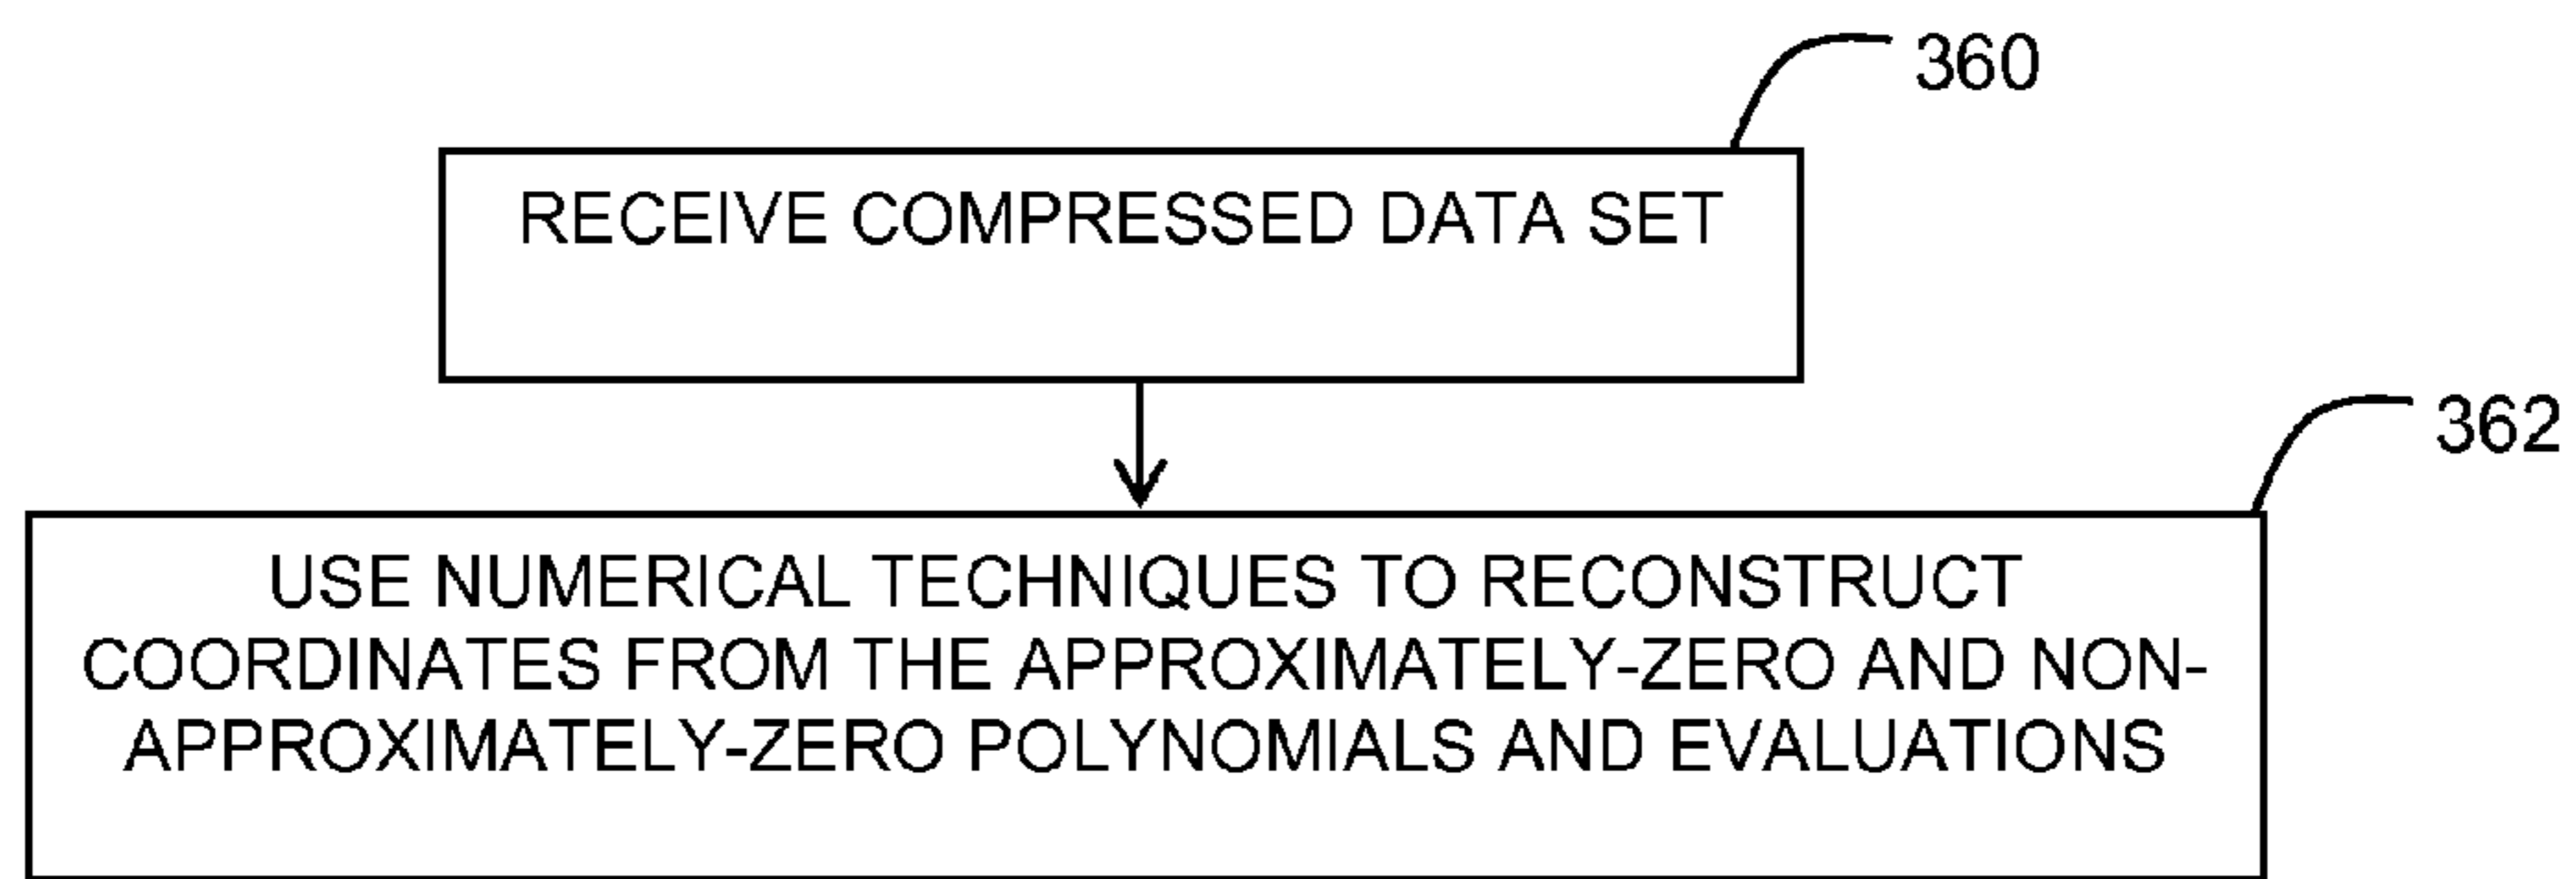 360
RECEIVE COMPRESSED DATA SET
362
USE NUMERICAL TECHNIQUES TO RECONSTRUCT
COORDINATES FROM THE APPROXIMATELY-ZERO AND NON-
APPROXIMATELY-ZERO POLYNOMIALS AND EVALUATIONS